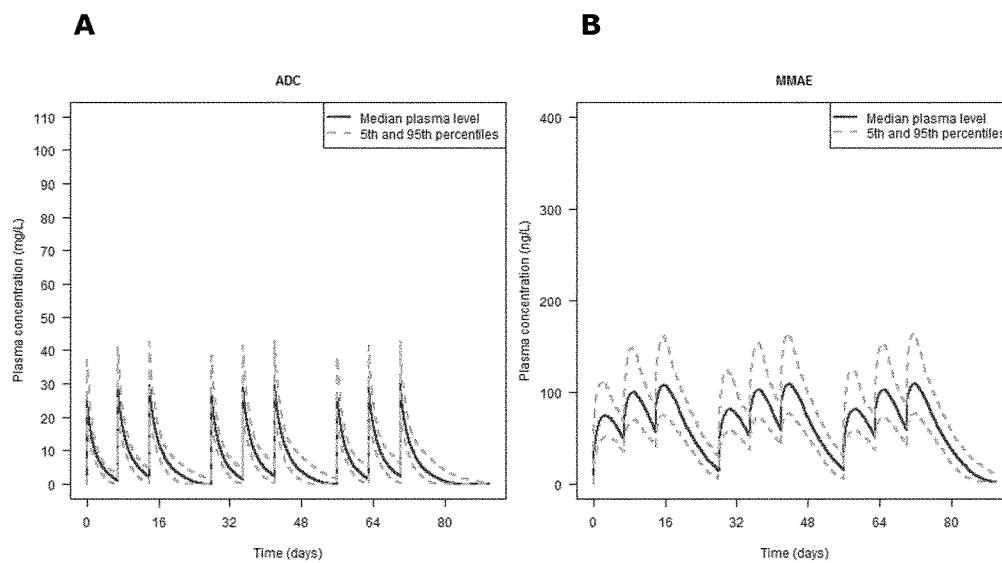 A
B
ADC
Median plasma level
5th and 95th percentiles
Plasma concentration (mg/L)
110
100
90
80
70
60
50
40
30
20
10
0
0 16 32 48 64 80
Time (days)
MMAE
Median plasma level
5th and 95th percentiles
Plasma concentration (ng/L)
400
300
200
100
0
0 16 32 48 64 80
Time (days)